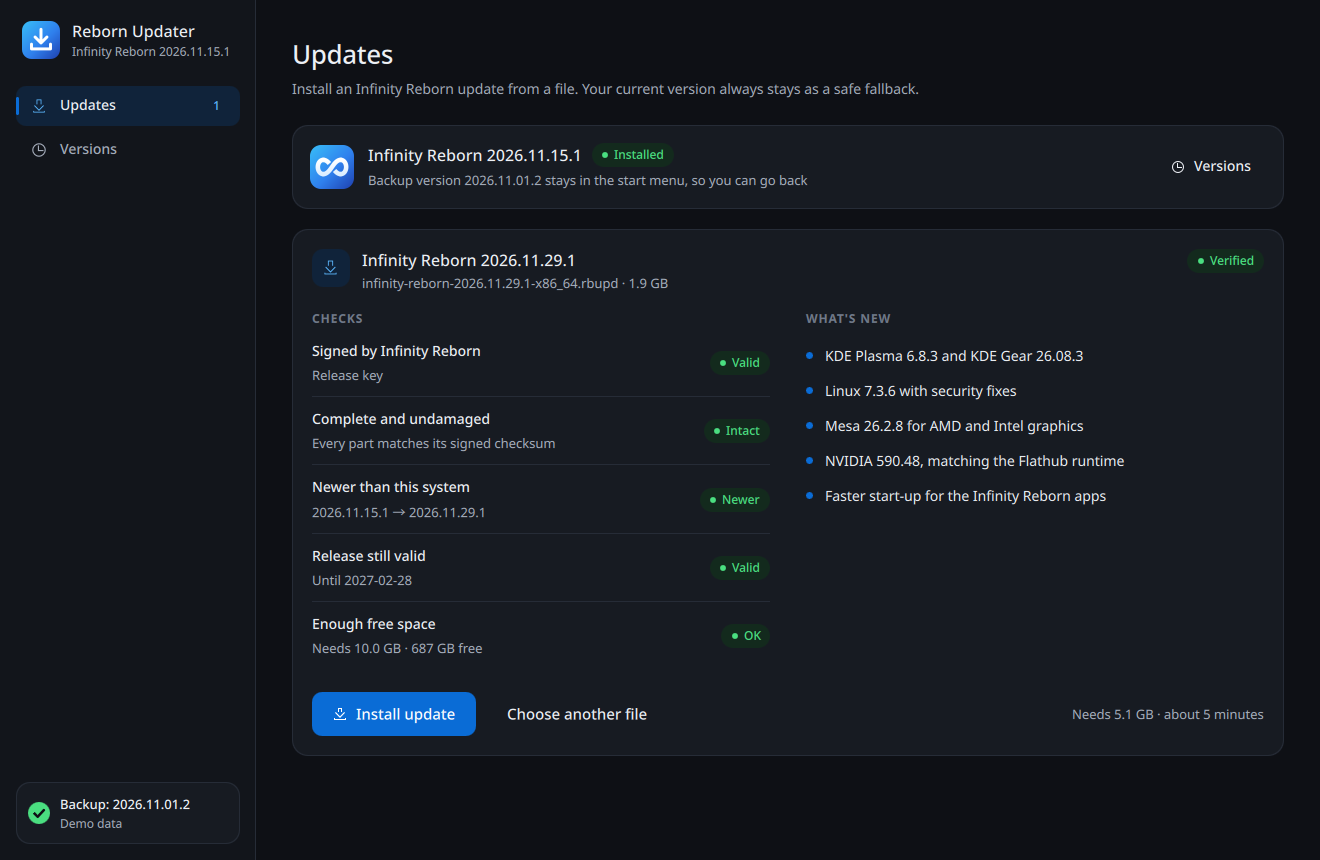 Reborn Updater
Infinity Reborn 2026.11.15.1
Updates 1
Versions
Backup: 2026.11.01.2
Demo data
Updates
Install an Infinity Reborn update from a file. Your current version always stays as a safe fallback.
Infinity Reborn 2026.11.15.1 Installed
Backup version 2026.11.01.2 stays in the start menu, so you can go back
Versions
Infinity Reborn 2026.11.29.1
infinity-reborn-2026.11.29.1-x86_64.rbupd · 1.9 GB
Verified
CHECKS
Signed by Infinity Reborn
Release key
Valid
Complete and undamaged
Every part matches its signed checksum
Intact
Newer than this system
2026.11.15.1 → 2026.11.29.1
Newer
Release still valid
Until 2027-02-28
Valid
Enough free space
Needs 10.0 GB · 687 GB free
OK
WHAT'S NEW
KDE Plasma 6.8.3 and KDE Gear 26.08.3
Linux 7.3.6 with security fixes
Mesa 26.2.8 for AMD and Intel graphics
NVIDIA 590.48, matching the Flathub runtime
Faster start-up for the Infinity Reborn apps
Install update
Choose another file
Needs 5.1 GB · about 5 minutes